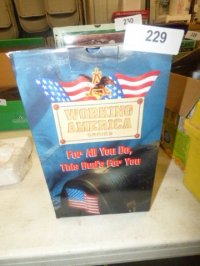 230
229
WORKING
AMERICA
SERIES
For All You Do,
This Bud's For You